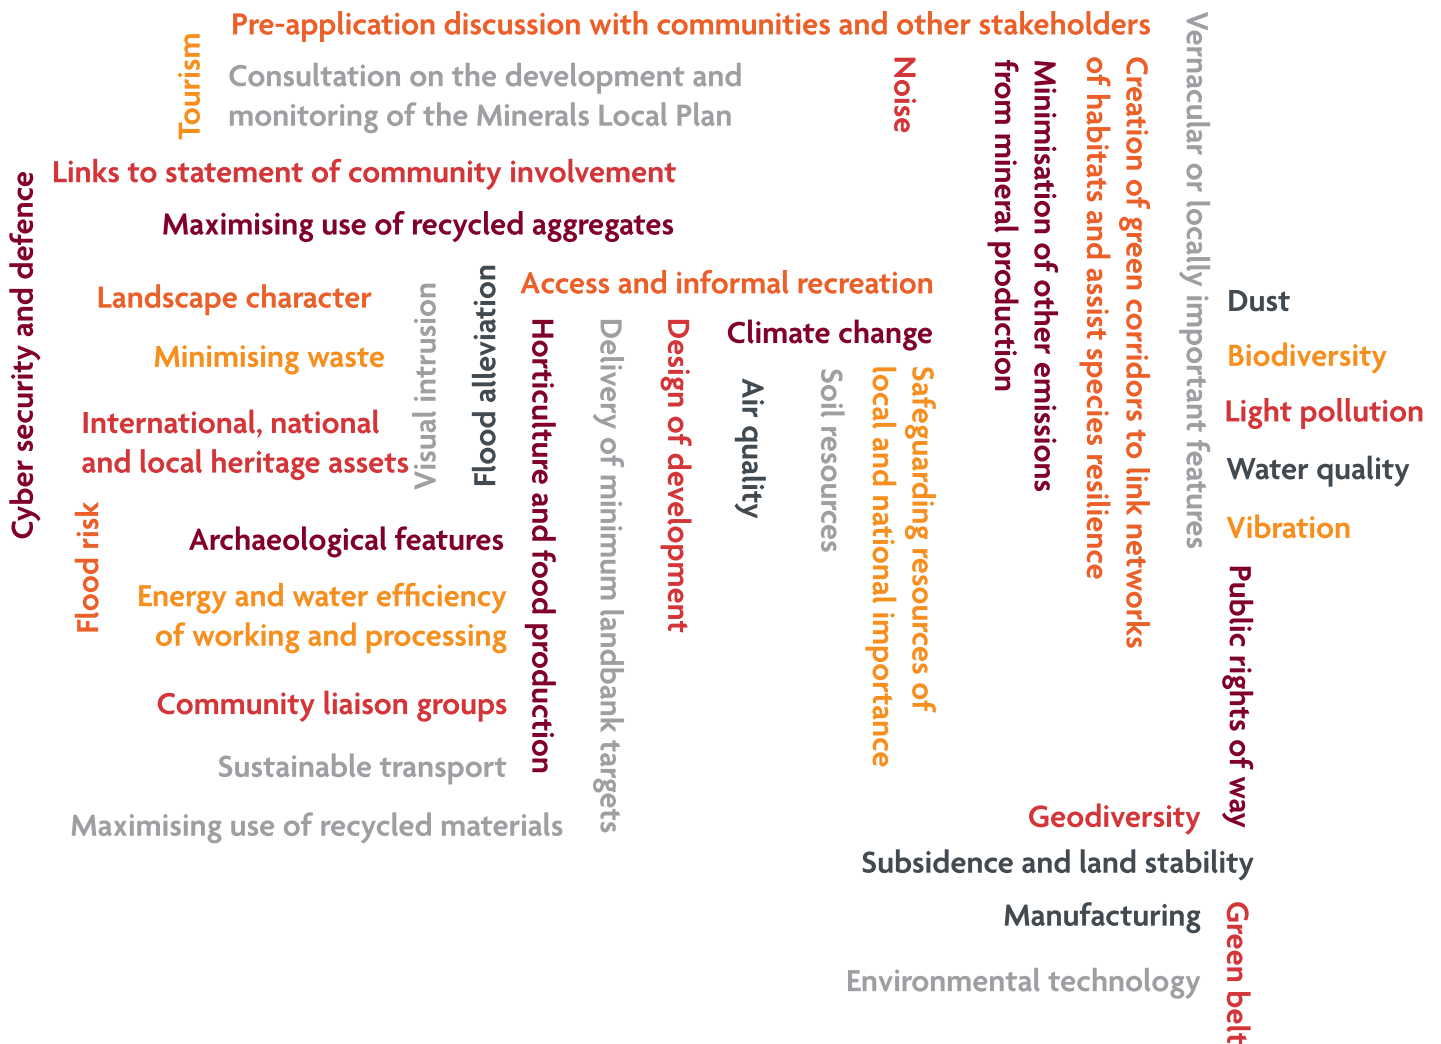 Pre-application discussion with communities and other stakeholders
Tourism
Consultation on the development and
monitoring of the Minerals Local Plan
Noise
Minimisation of other emissions
from mineral production
Creation of green corridors to link networks
of habitats and assist species resilience
Vernacular or locally important features
Links to statement of community involvement
Cyber security and defence
Maximising use of recycled aggregates
Landscape character
Visual intrusion
Flood alleviation
Access and informal recreation
Minimising waste
Horticulture and food production
Delivery of minimum landbank targets
Design of development
Climate change
Air quality
Soil resources
Safeguarding resources of
local and national importance
Dust
Biodiversity
Light pollution
Water quality
Vibration
International, national
and local heritage assets
Flood risk
Archaeological features
Energy and water efficiency
of working and processing
Community liaison groups
Sustainable transport
Maximising use of recycled materials
Public rights of way
Geodiversity
Subsidence and land stability
Manufacturing
Green belt
Environmental technology